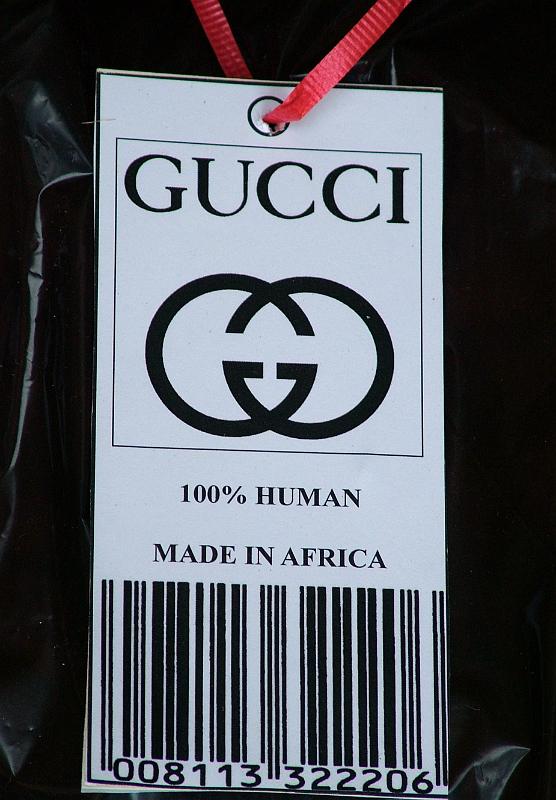 GUCCI
100% HUMAN
MADE IN AFRICA
008113 322206